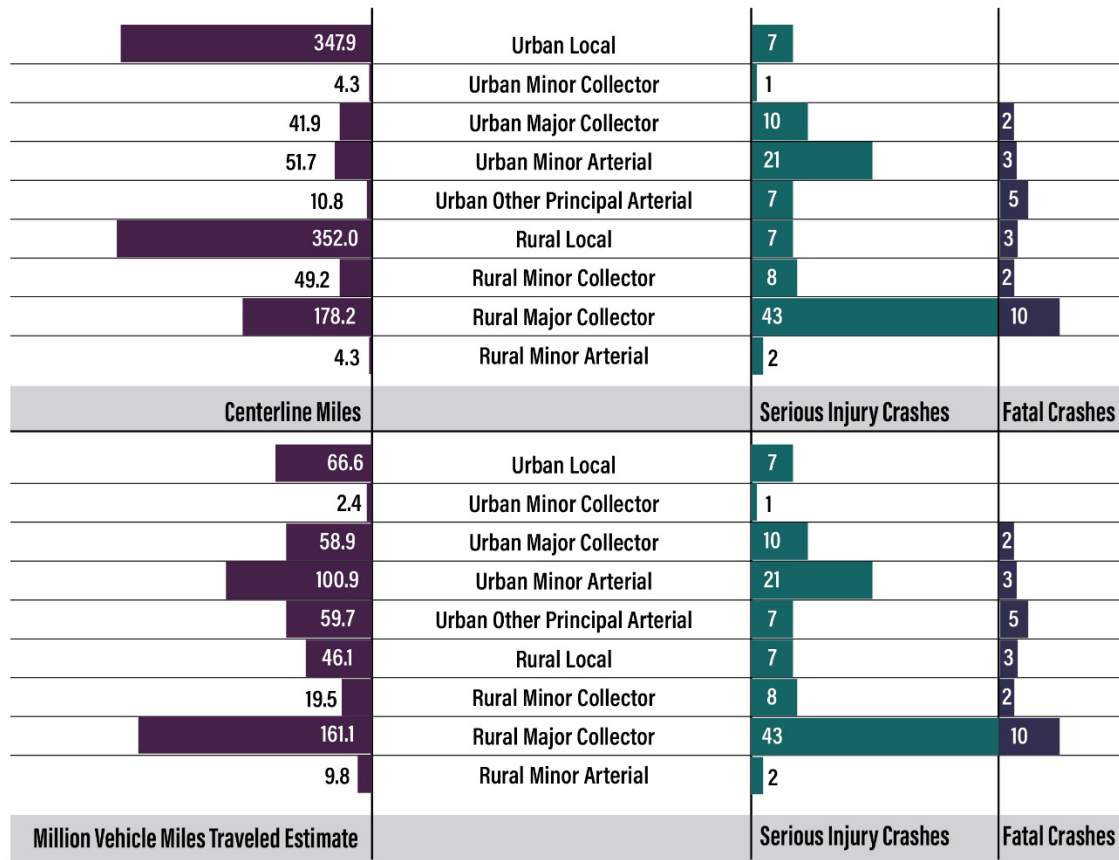 347.9 Urban Local 7
4.3 Urban Minor Collector 1
41.9 Urban Major Collector 10 2
51.7 Urban Minor Arterial 21 3
10.8 Urban Other Principal Arterial 7 5
352.0 Rural Local 7 3
49.2 Rural Minor Collector 8 2
178.2 Rural Major Collector 43 10
4.3 Rural Minor Arterial 2
Centerline Miles Serious Injury Crashes Fatal Crashes
66.6 Urban Local 7
2.4 Urban Minor Collector 1
58.9 Urban Major Collector 10 2
100.9 Urban Minor Arterial 21 3
59.7 Urban Other Principal Arterial 7 5
46.1 Rural Local 7 3
19.5 Rural Minor Collector 8 2
161.1 Rural Major Collector 43 10
9.8 Rural Minor Arterial 2
Million Vehicle Miles Traveled Estimate Serious Injury Crashes Fatal Crashes